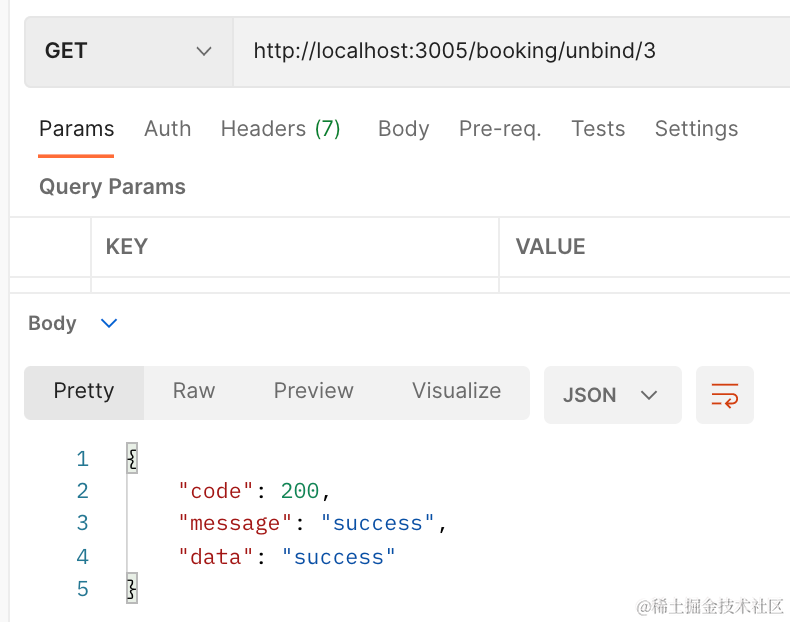 GET http://localhost:3005/booking/unbind/3
Params Auth Headers (7) Body Pre-req. Tests Settings
Query Params
KEY VALUE
Body
Pretty Raw Preview Visualize JSON
1 {
2 "code": 200,
3 "message": "success",
4 "data": "success"
5 }
@稀土掘金技术社区